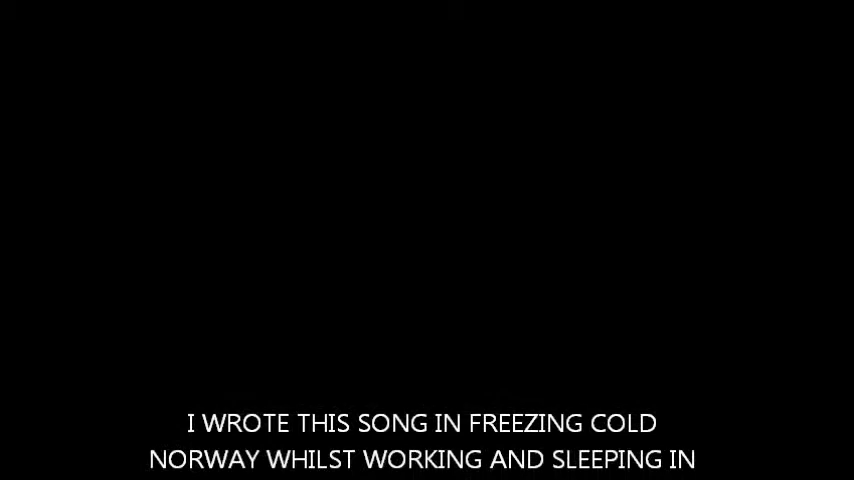 I WROTE THIS SONG IN FREEZING COLD
NORWAY WHILST WORKING AND SLEEPING IN